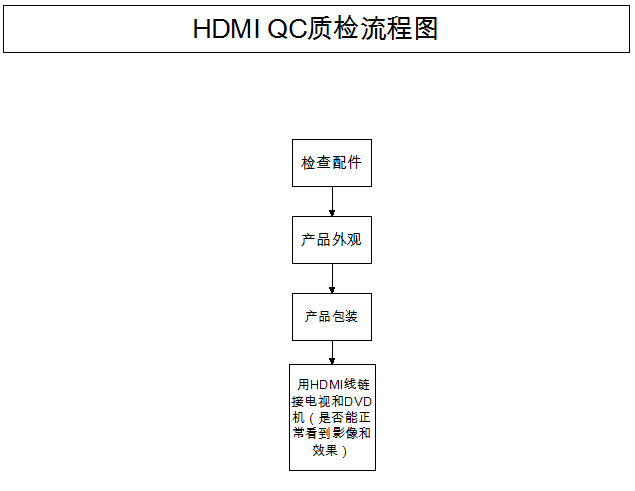 HDMI QC质检流程图
检查配件
产品外观
产品包装
用HDMI线链
接电视和DVD
机（是否能正
常看到影像和
效果）